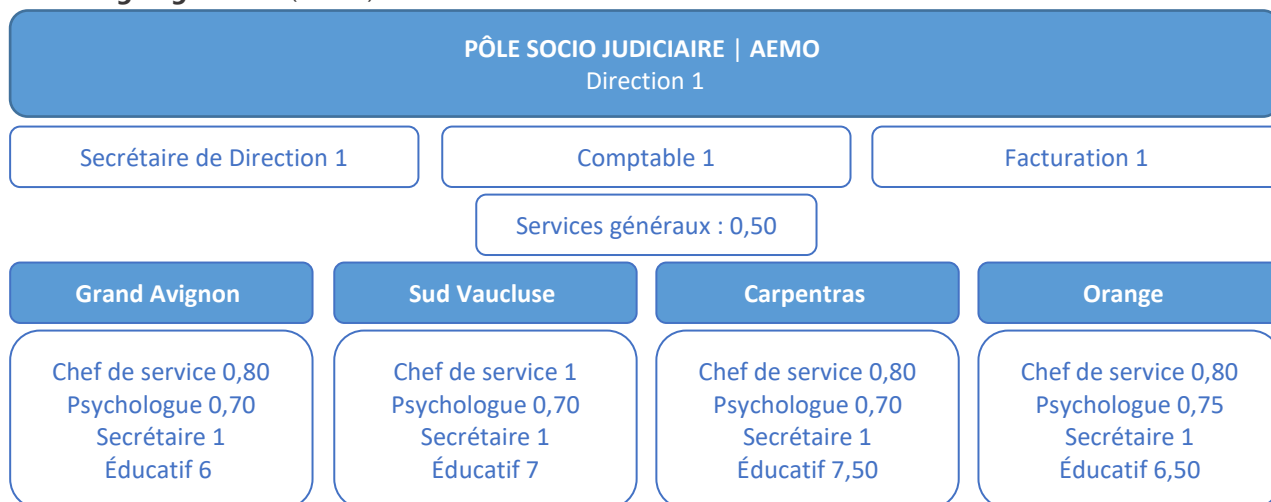 PÔLE SOCIO JUDICIAIRE | AEMO
Direction 1
Secrétaire de Direction 1
Comptable 1
Facturation 1
Services généraux : 0,50
Grand Avignon
Sud Vaucluse
Carpentras
Orange
Chef de service 0,80
Psychologue 0,70
Secrétaire 1
Éducatif 6
Chef de service 1
Psychologue 0,70
Secrétaire 1
Éducatif 7
Chef de service 0,80
Psychologue 0,70
Secrétaire 1
Éducatif 7,50
Chef de service 0,80
Psychologue 0,75
Secrétaire 1
Éducatif 6,50